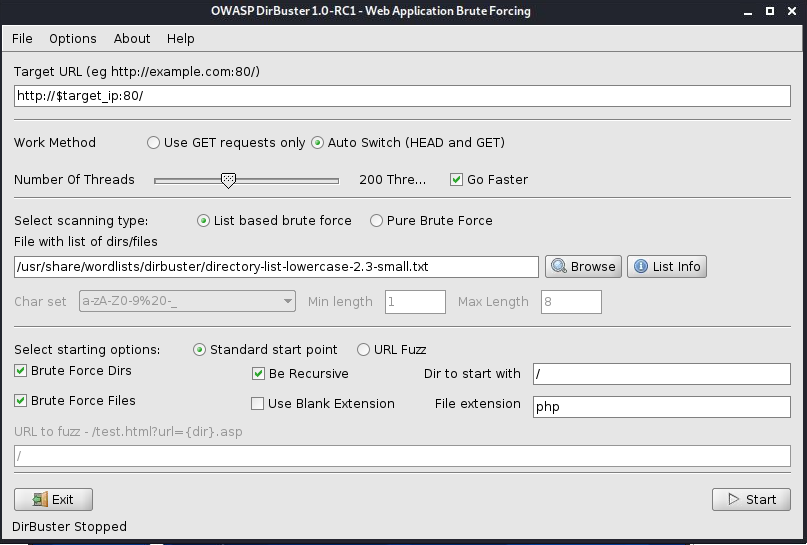 OWASP DirBuster 1.0-RC1 - Web Application Brute Forcing
File Options About Help
Target URL (eg http://example.com:80/)
http://$target_ip:80/
Work Method Use GET requests only Auto Switch (HEAD and GET)
Number Of Threads 200 Thre... Go Faster
Select scanning type: List based brute force Pure Brute Force
File with list of dirs/files
/usr/share/wordlists/dirbuster/directory-list-lowercase-2.3-small.txt Browse List Info
Char set a-zA-Z0-9%20-_ Min length 1 Max Length 8
Select starting options: Standard start point URL Fuzz
Brute Force Dirs Be Recursive Dir to start with /
Brute Force Files Use Blank Extension File extension php
URL to fuzz - /test.html?url={dir}.asp
/
Exit Start
DirBuster Stopped